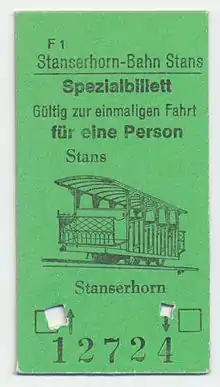 F 1
Stanserhorn-Bahn Stans
Spezialbillett
Gültig zur einmaligen Fahrt
für eine Person
Stans
Stanserhorn
12724